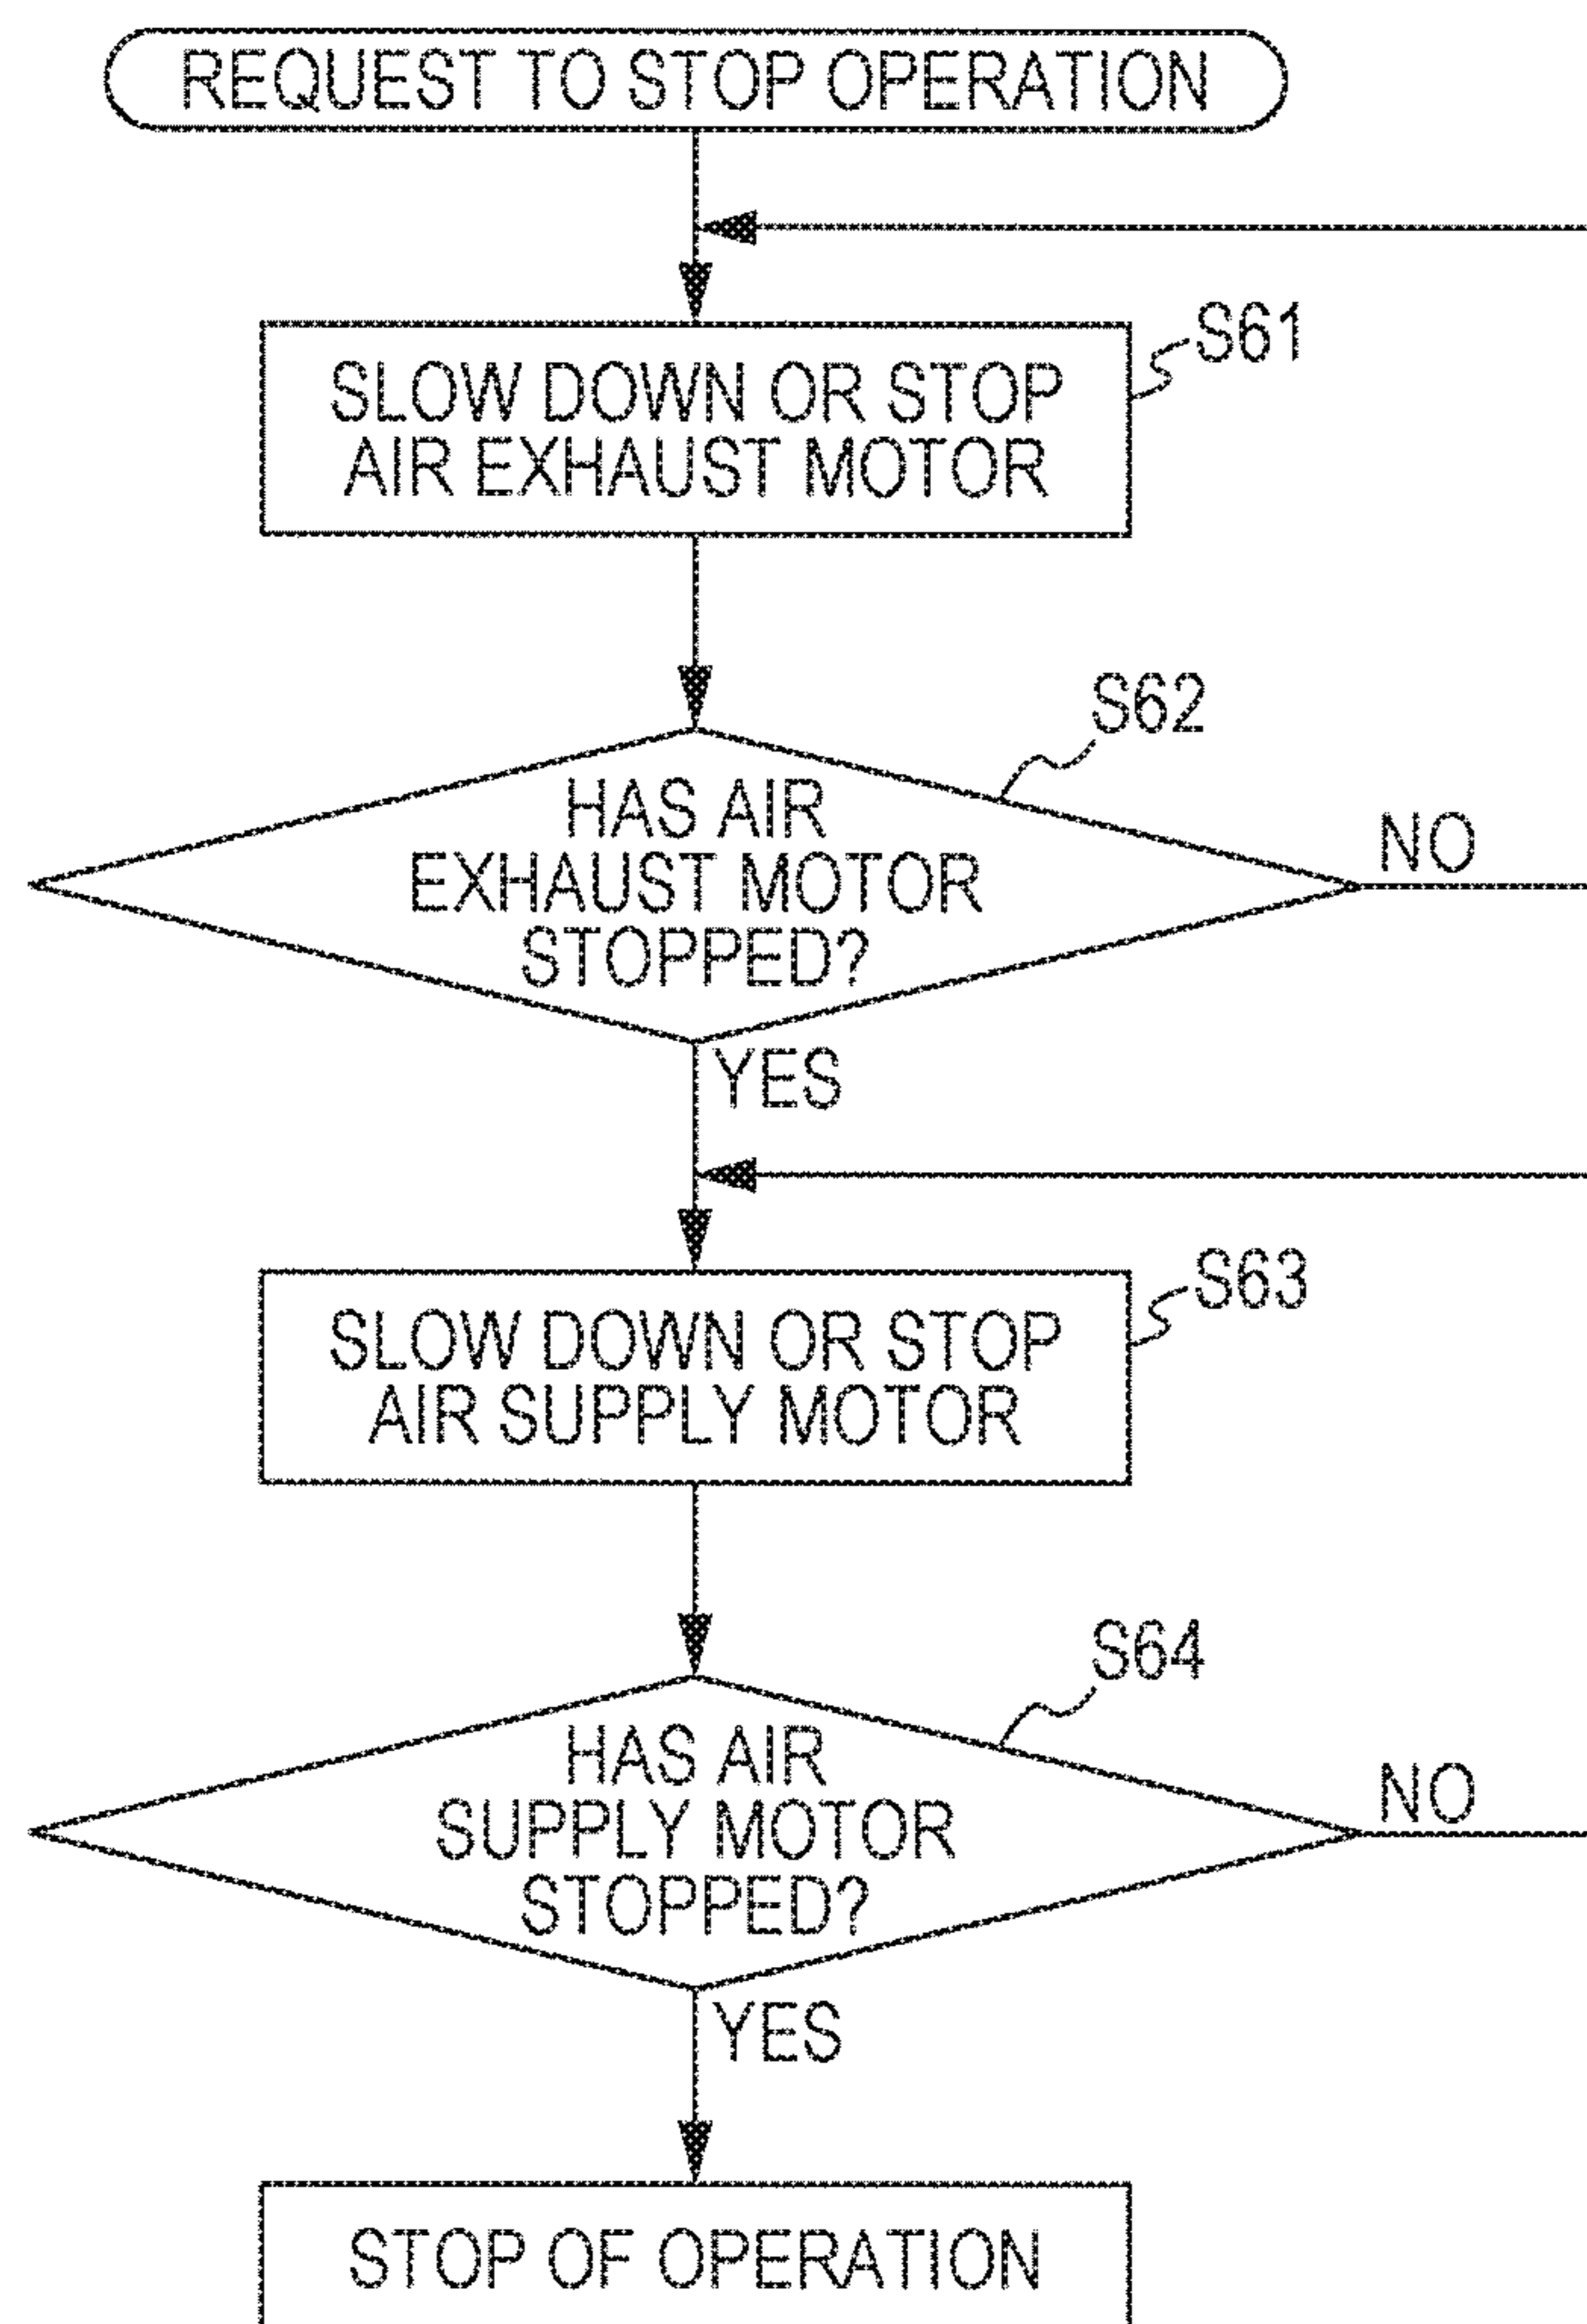 REQUEST TO STOP OPERATION
SLOW DOWN OR STOP
AIR EXHAUST MOTOR
S61
HAS AIR
EXHAUST MOTOR
STOPPED?
S62
NO
YES
SLOW DOWN OR STOP
AIR SUPPLY MOTOR
S63
HAS AIR
SUPPLY MOTOR
STOPPED?
S64
NO
YES
STOP OF OPERATION